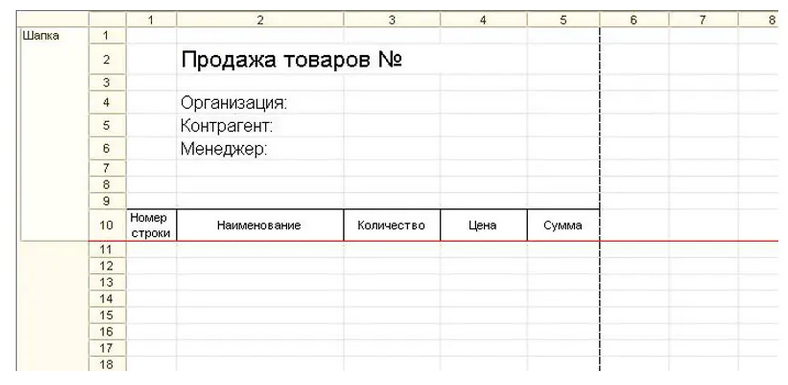 1 2 3 4 5 6 7 8
Шапка 1
2 Продажа товаров №
3
4 Организация:
5 Контрагент:
6 Менеджер:
7
8
9
10 Номер строки Наименование Количество Цена Сумма
11
12
13
14
15
16
17
18